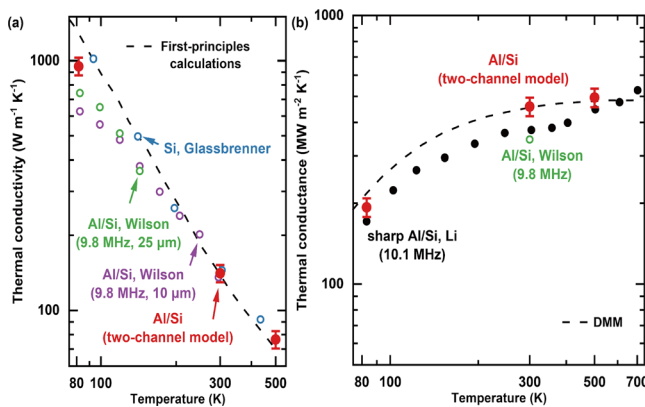 (a)
Thermal conductivity (W m⁻¹ K⁻¹)
1000
100
First-principles
calculations
Si, Glassbrenner
Al/Si, Wilson
(9.8 MHz, 25 μm)
Al/Si, Wilson
(9.8 MHz, 10 μm)
Al/Si
(two-channel model)
80 100 300 500
Temperature (K)
(b)
Thermal conductance (MW m⁻² K⁻¹)
1000
100
Al/Si
(two-channel model)
Al/Si, Wilson
(9.8 MHz)
sharp Al/Si, Li
(10.1 MHz)
DMM
80 100 300 500 700
Temperature (K)